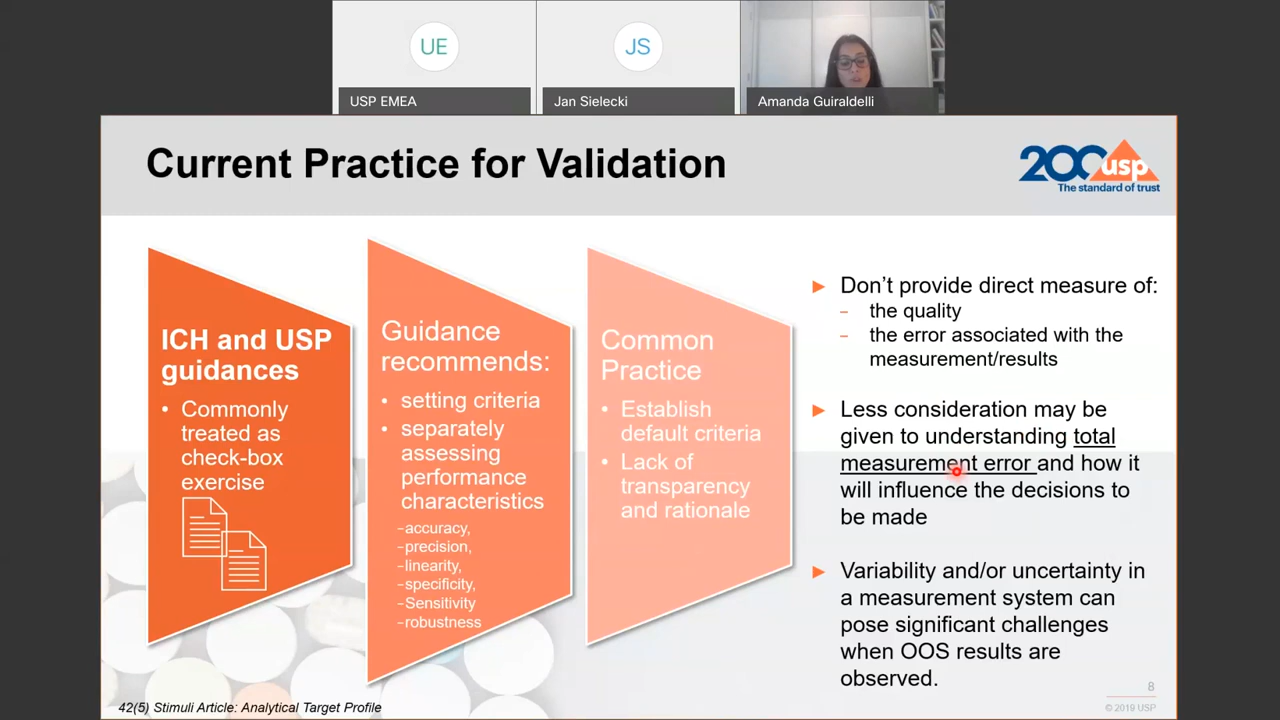 UE
USP EMEA
JS
Jan Sielecki
Amanda Guiraldelli
Current Practice for Validation
200 usp
The standard of trust
ICH and USP
guidances
• Commonly
treated as
check-box
exercise
Guidance
recommends:
• setting criteria
• separately
assessing
performance
characteristics
–accuracy,
–precision,
–linearity,
–specificity,
–Sensitivity
–robustness
Common
Practice
• Establish
default criteria
• Lack of
transparency
and rationale
► Don’t provide direct measure of:
– the quality
– the error associated with the
measurement/results
► Less consideration may be
given to understanding total
measurement error and how it
will influence the decisions to
be made
► Variability and/or uncertainty in
a measurement system can
pose significant challenges
when OOS results are
observed.
42(5) Stimuli Article: Analytical Target Profile
8
© 2019 USP